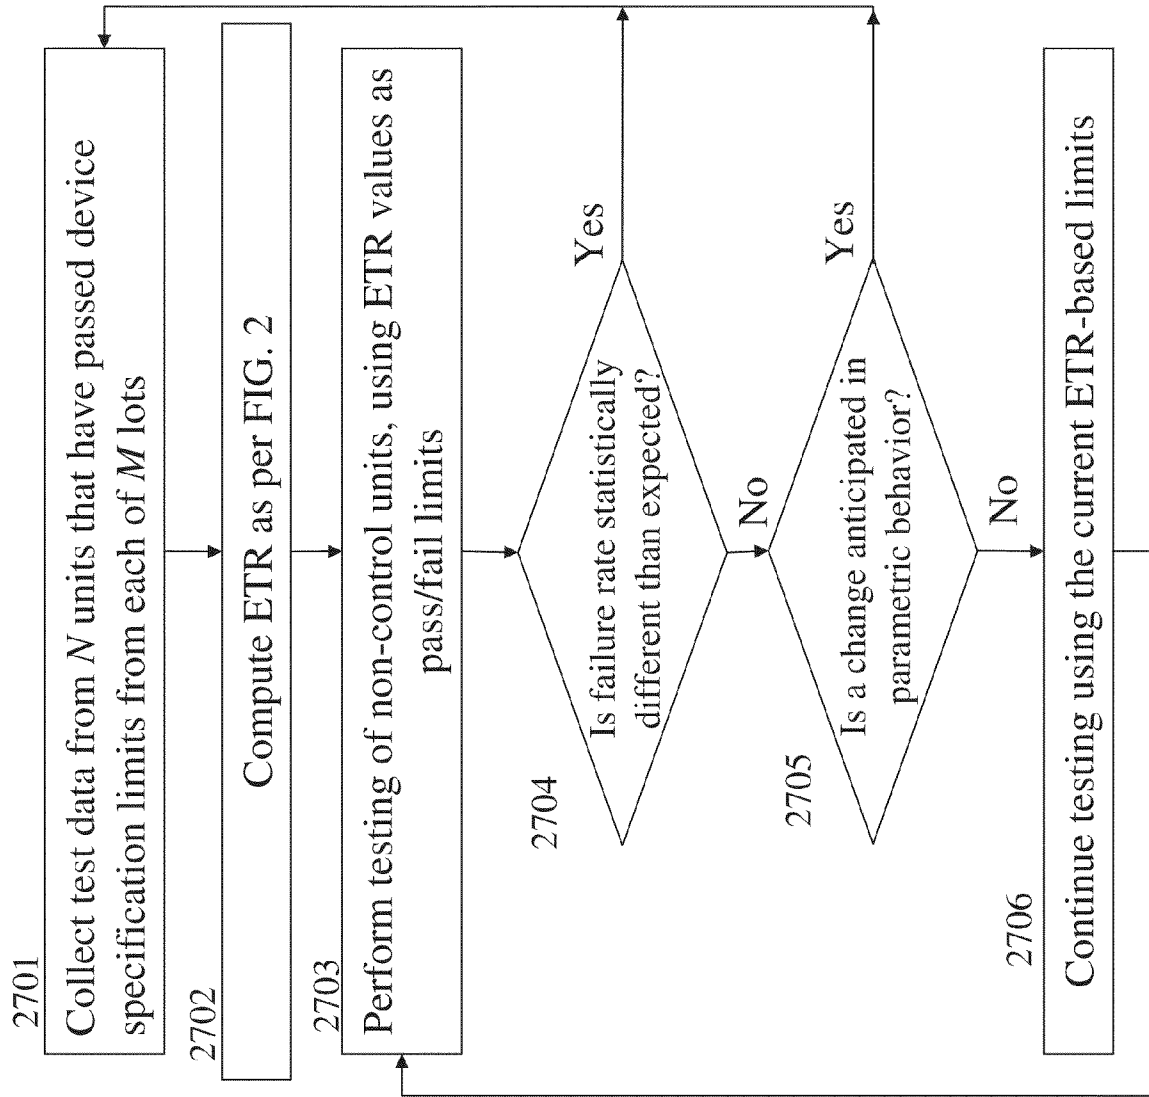 2701
Collect test data from N units that have passed device
specification limits from each of M lots
2702
Compute ETR as per FIG. 2
2703
Perform testing of non-control units, using ETR values as
pass/fail limits
2704
Is failure rate statistically
different than expected?
Yes
No
2705
Is a change anticipated in
parametric behavior?
Yes
No
2706
Continue testing using the current ETR-based limits